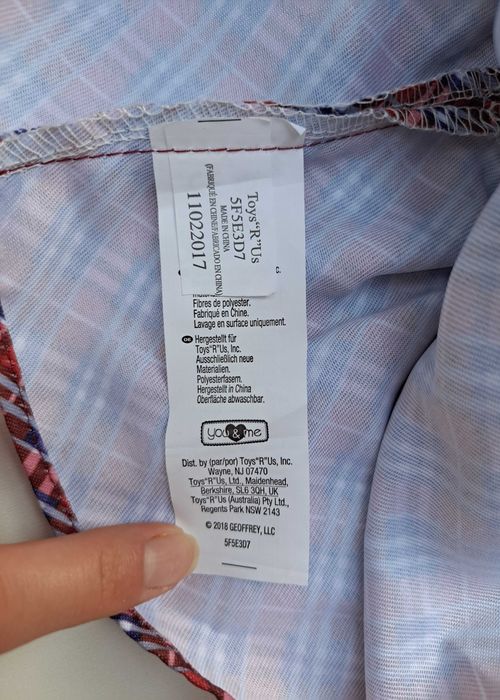 Toys"R"Us
5F5E3D7
MADE IN CHINA
(FABRIQUÉ EN CHINE/FABRICADO EN CHINA)
11022017
Fibres de polyester.
Fabriqué en Chine.
Lavage en surface uniquement.
DE Hergestellt für
Toys"R"Us, Inc.
Ausschließlich neue
Materialien.
Polyesterfasern.
Hergestellt in China
Oberfläche abwaschbar.
you & me
Dist. by (par/por) Toys"R"Us, Inc.
Wayne, NJ 07470
Toys"R"Us, Ltd., Maidenhead,
Berkshire, SL6 3QH, UK
Toys"R"Us (Australia) Pty Ltd.,
Regents Park NSW 2143
© 2018 GEOFFREY, LLC
5F5E3D7